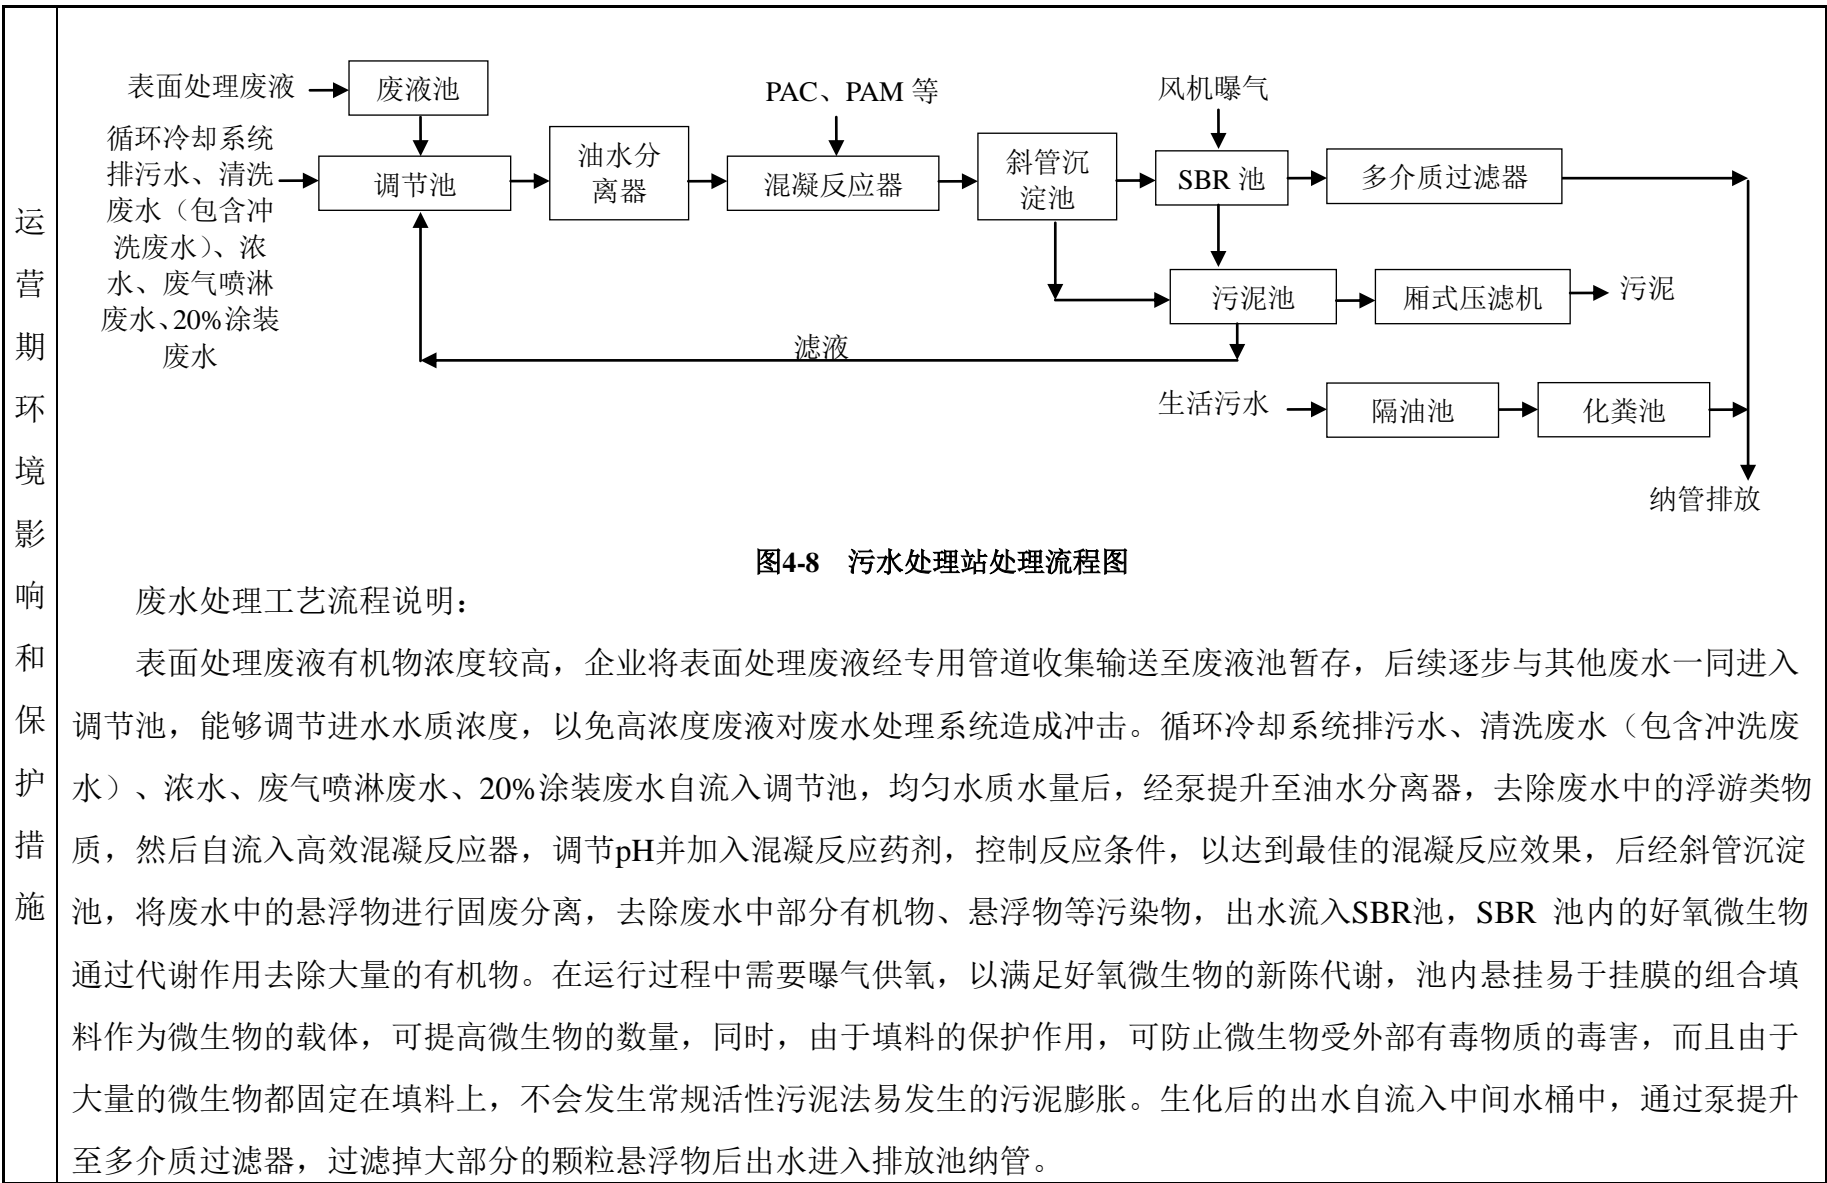 运
营
期
环
境
影
响
和
保
护
措
施
表面处理废液
废液池
循环冷却系统
排污水、清洗
废水（包含冲
洗废水）、浓
水、废气喷淋
废水、20%涂装
废水
调节池
油水分
离器
PAC、PAM 等
混凝反应器
斜管沉
淀池
风机曝气
SBR 池
多介质过滤器
污泥池
厢式压滤机
污泥
滤液
生活污水
隔油池
化粪池
纳管排放
图4-8 污水处理站处理流程图
废水处理工艺流程说明：
表面处理废液有机物浓度较高，企业将表面处理废液经专用管道收集输送至废液池暂存，后续逐步与其他废水一同进入
调节池，能够调节进水水质浓度，以免高浓度废液对废水处理系统造成冲击。循环冷却系统排污水、清洗废水（包含冲洗废
水）、浓水、废气喷淋废水、20%涂装废水自流入调节池，均匀水质水量后，经泵提升至油水分离器，去除废水中的浮游类物
质，然后自流入高效混凝反应器，调节pH并加入混凝反应药剂，控制反应条件，以达到最佳的混凝反应效果，后经斜管沉淀
池，将废水中的悬浮物进行固废分离，去除废水中部分有机物、悬浮物等污染物，出水流入SBR池，SBR 池内的好氧微生物
通过代谢作用去除大量的有机物。在运行过程中需要曝气供氧，以满足好氧微生物的新陈代谢，池内悬挂易于挂膜的组合填
料作为微生物的载体，可提高微生物的数量，同时，由于填料的保护作用，可防止微生物受外部有毒物质的毒害，而且由于
大量的微生物都固定在填料上，不会发生常规活性污泥法易发生的污泥膨胀。生化后的出水自流入中间水桶中，通过泵提升
至多介质过滤器，过滤掉大部分的颗粒悬浮物后出水进入排放池纳管。